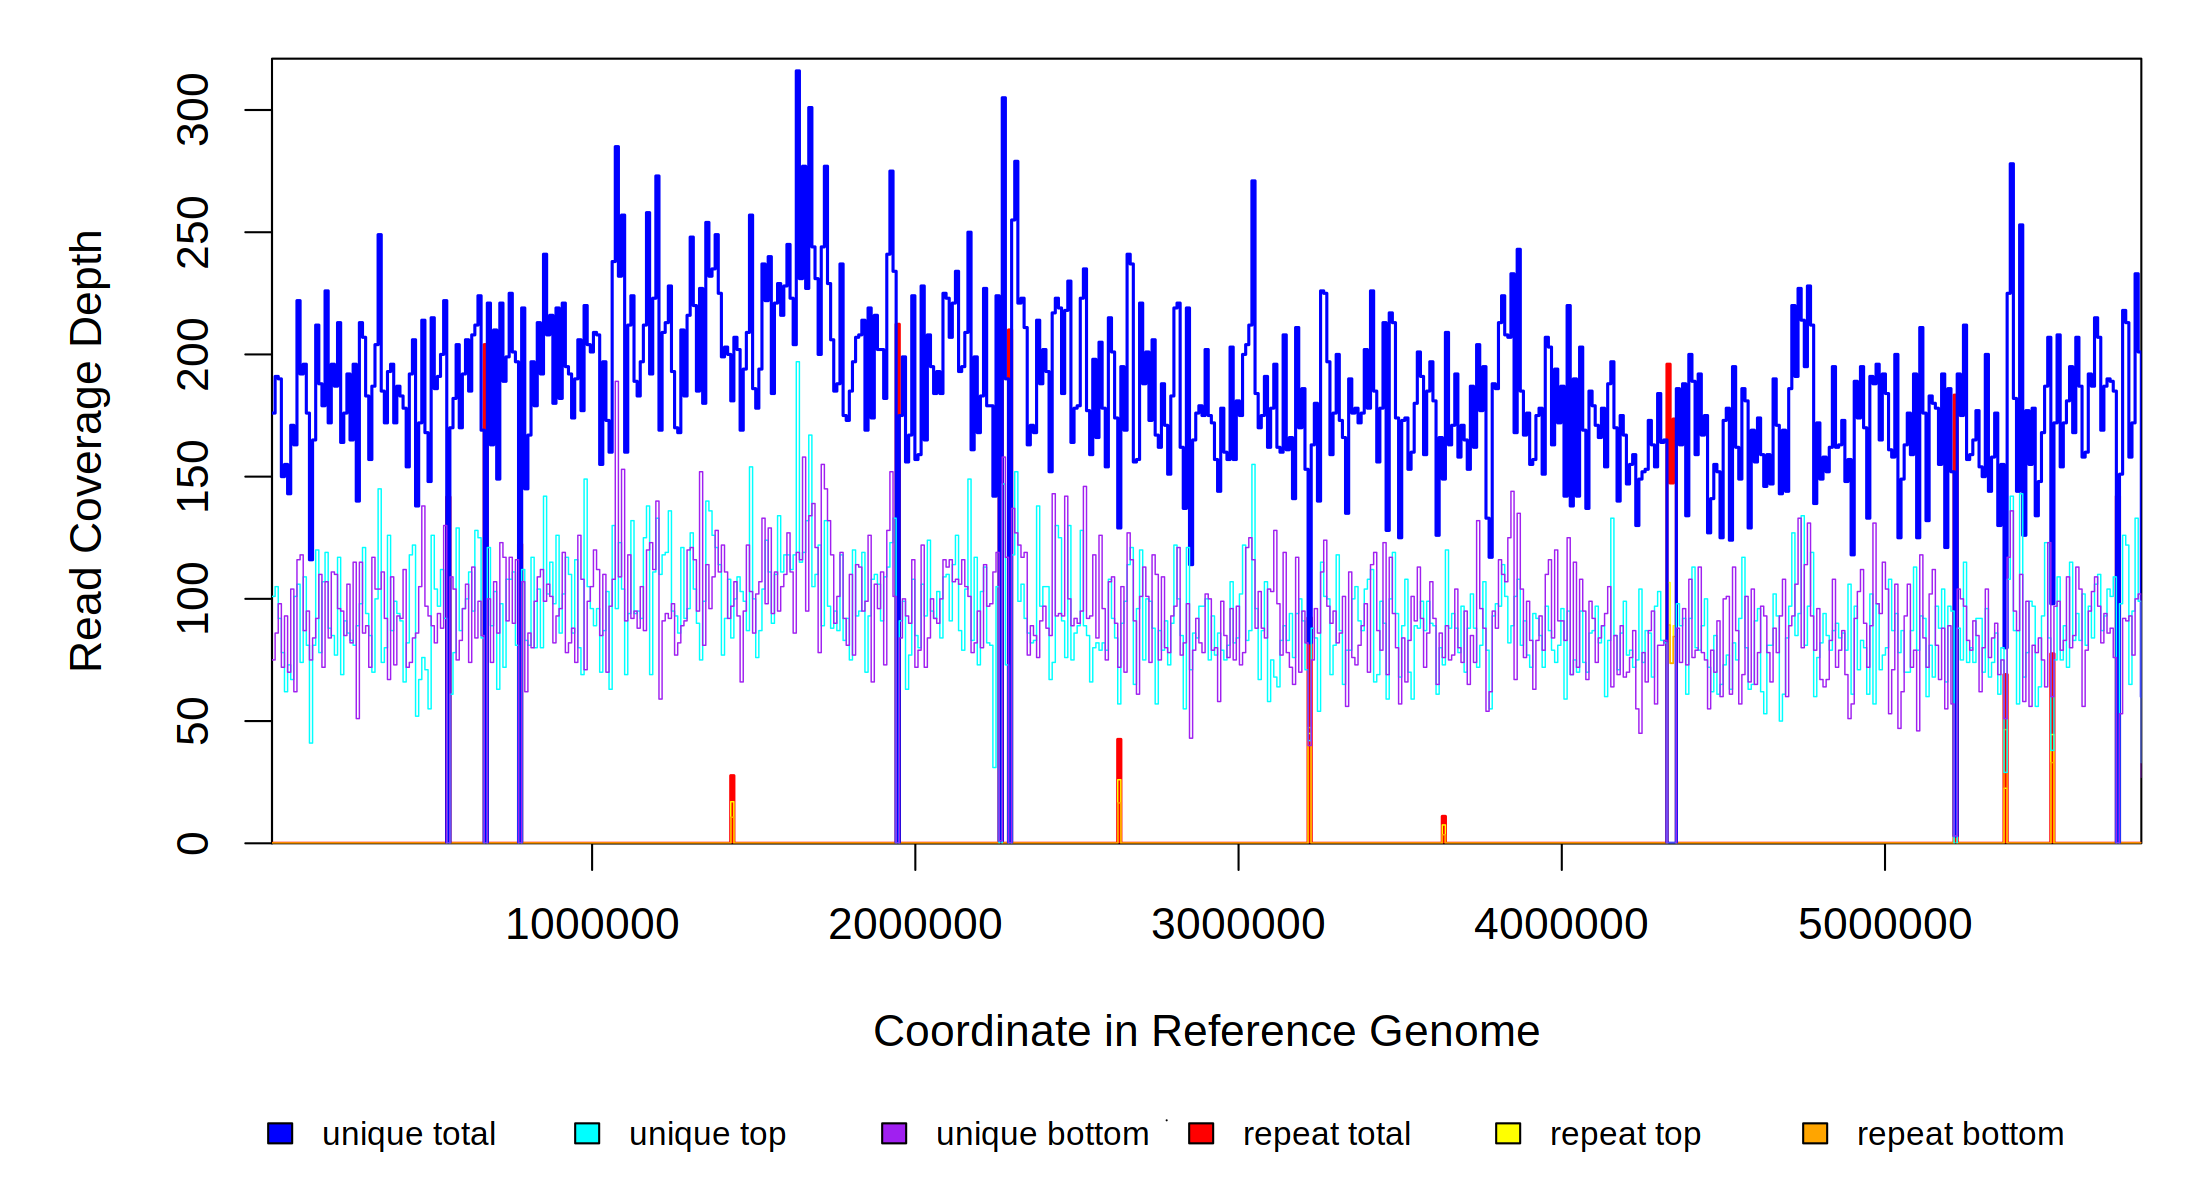 300
250
200
150
100
50
0
Read Coverage Depth
1000000 2000000 3000000 4000000 5000000
Coordinate in Reference Genome
unique total unique top unique bottom repeat total repeat top repeat bottom